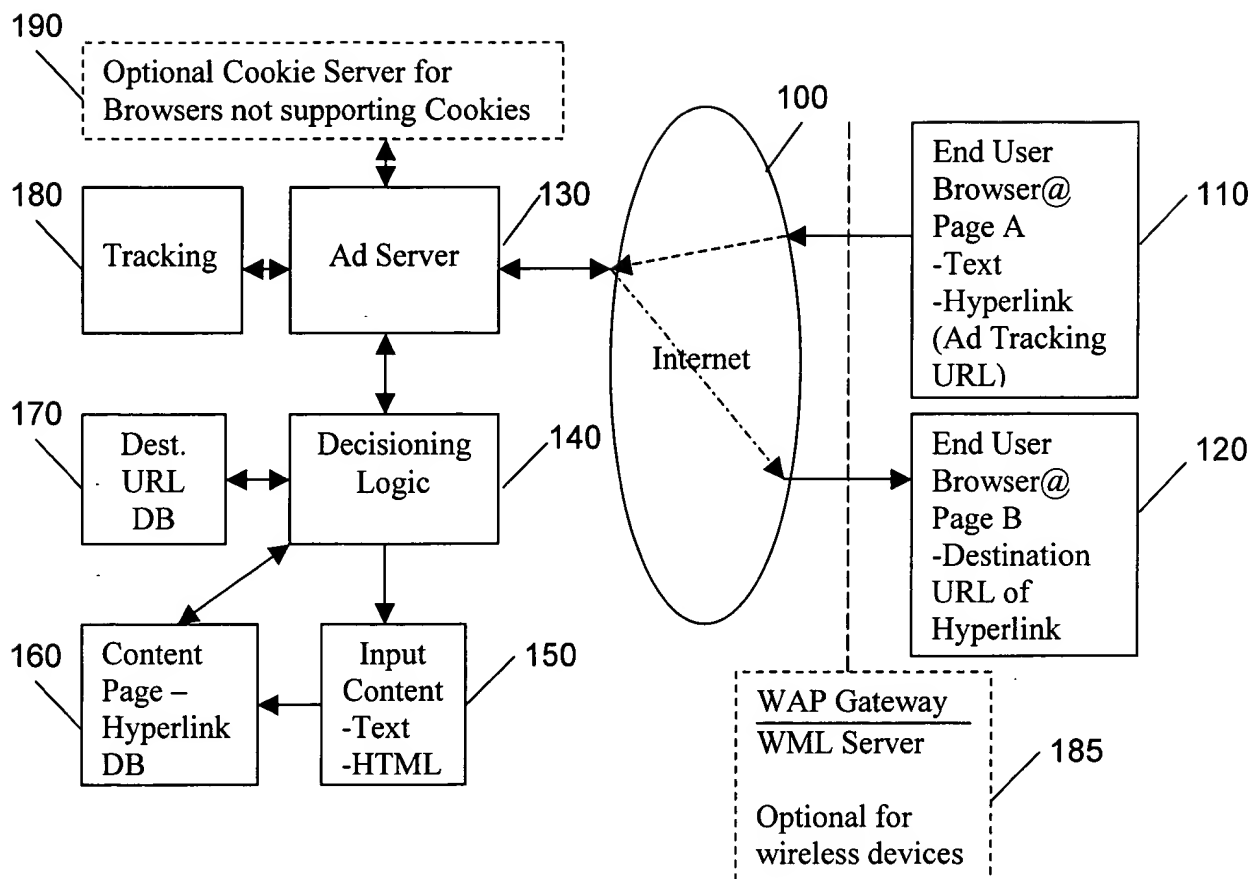 190
Optional Cookie Server for
Browsers not supporting Cookies
100
End User
Browser@
Page A
-Text
-Hyperlink
(Ad Tracking
URL)
110
180
Tracking
Ad Server
130
Internet
170
Dest.
URL
DB
Decisioning
Logic
140
End User
Browser@
Page B
-Destination
URL of
Hyperlink
120
160
Content
Page –
Hyperlink
DB
Input
Content
-Text
-HTML
150
WAP Gateway
WML Server
Optional for
wireless devices
185